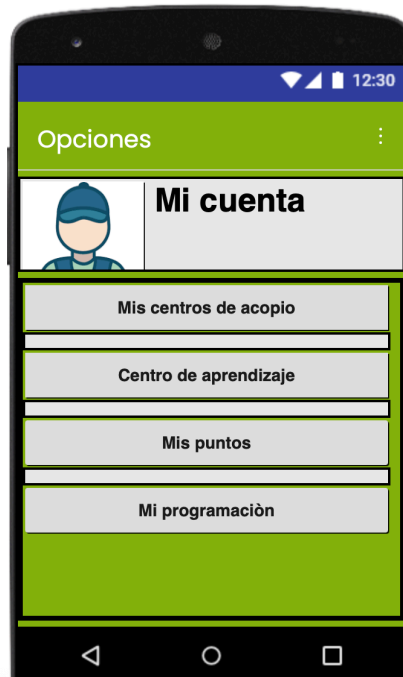 12:30
Opciones
Mi cuenta
Mis centros de acopio
Centro de aprendizaje
Mis puntos
Mi programaciòn